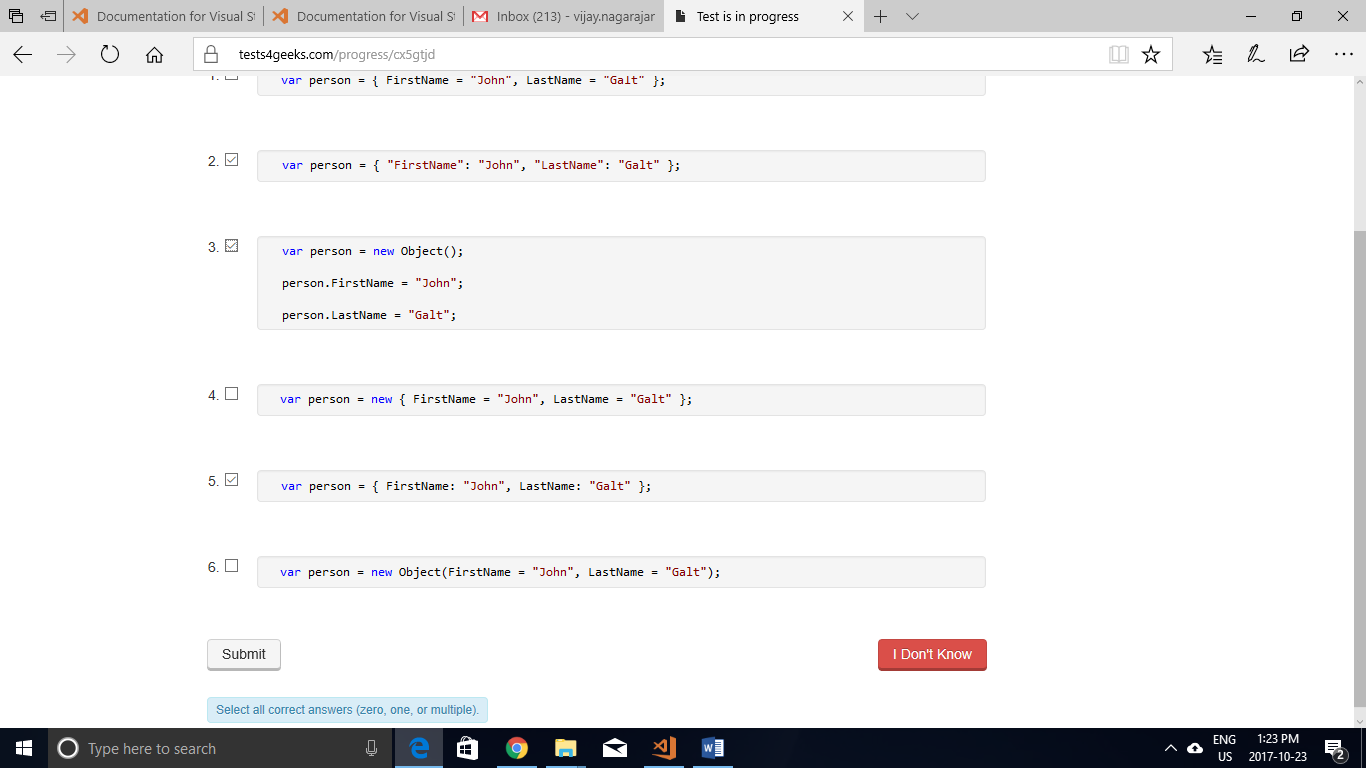 Documentation for Visual St
Documentation for Visual St
Inbox (213) - vijay.nagarajan
Test is in progress
tests4geeks.com/progress/cx5gtjd
1. var person = { FirstName = "John", LastName = "Galt" };
2. var person = { "FirstName": "John", "LastName": "Galt" };
3. var person = new Object();
person.FirstName = "John";
person.LastName = "Galt";
4. var person = new { FirstName = "John", LastName = "Galt" };
5. var person = { FirstName: "John", LastName: "Galt" };
6. var person = new Object(FirstName = "John", LastName = "Galt");
Submit
I Don't Know
Select all correct answers (zero, one, or multiple).
Type here to search
ENG
US
1:23 PM
2017-10-23
2